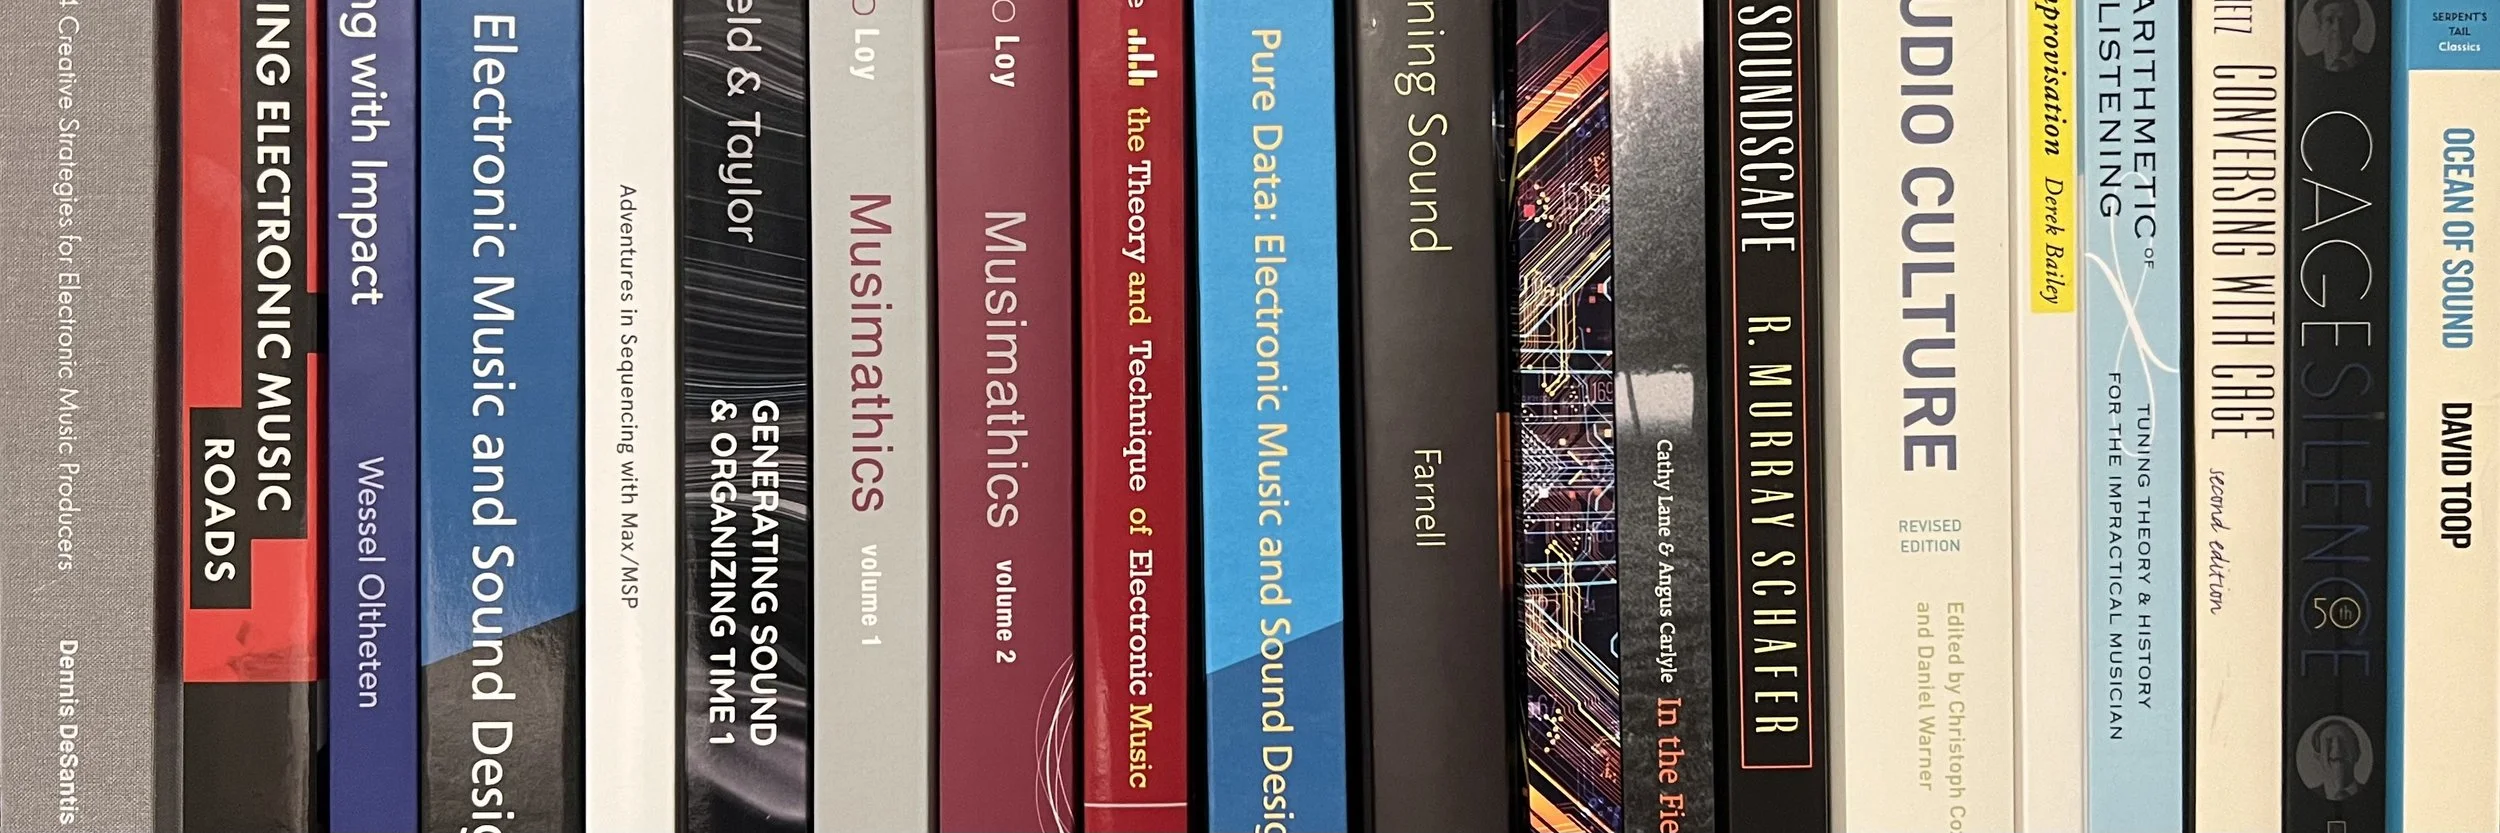 4 Creative Strategies for Electronic Music Producers
Dennis DeSantis
ING ELECTRONIC MUSIC
ROADS
ng with Impact
Wessel Oltheten
Electronic Music and Sound Desig
Adventures in Sequencing with Max/MSP
eld & Taylor
GENERATING SOUND
& ORGANIZING TIME 1
o Loy
Musimathics
volume 1
o Loy
Musimathics
volume 2
e the Theory and Technique of Electronic Music
Pure Data: Electronic Music and Sound Desig
ning Sound
Farnell
Cathy Lane & Angus Carlyle In the Fie
SOUNDSCAPE R. MURRAY SCHAFER
UDIO CULTURE
REVISED
EDITION
Edited by Christoph Co
and Daniel Warner
provisation Derek Bailey
ARITHMETIC OF
LISTENING
TUNING THEORY & HISTORY
FOR THE IMPRACTICAL MUSICIAN
ETZ CONVERSING WITH CAGE second edition
CAGE SILENCE
50th
SERPENT'S
TAIL
Classics
OCEAN OF SOUND DAVID TOOP